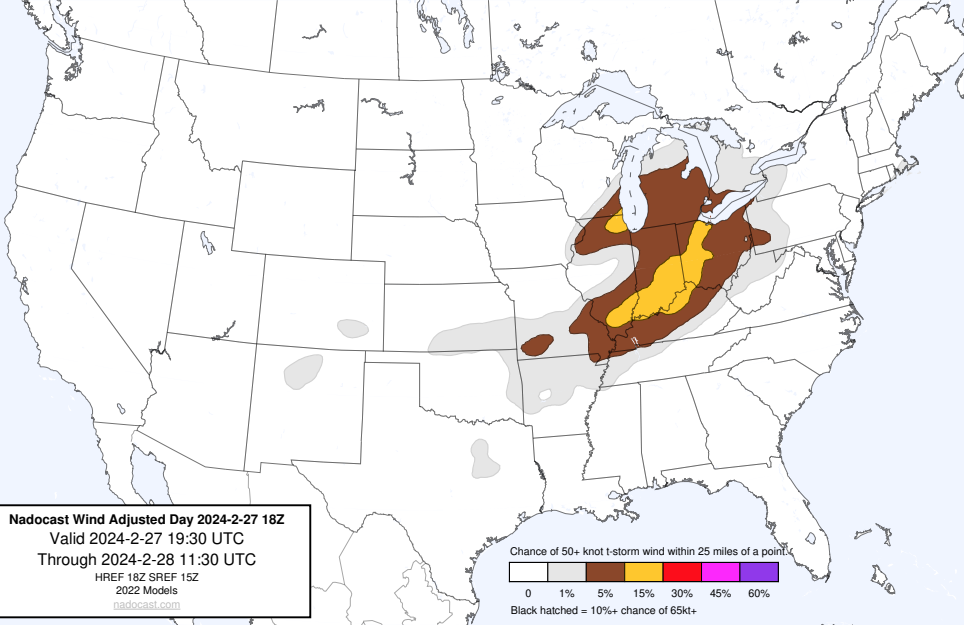 Nadocast Wind Adjusted Day 2024-2-27 18Z
Valid 2024-2-27 19:30 UTC
Through 2024-2-28 11:30 UTC
HREF 18Z SREF 15Z
2022 Models
nadocast.com
Chance of 50+ knot t-storm wind within 25 miles of a point.
0 1% 5% 15% 30% 45% 60%
Black hatched = 10%+ chance of 65kt+